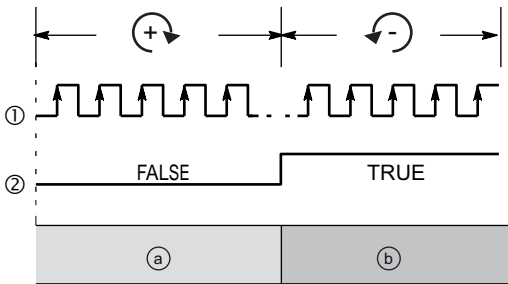 + -
①
② FALSE TRUE
ⓐ ⓑ